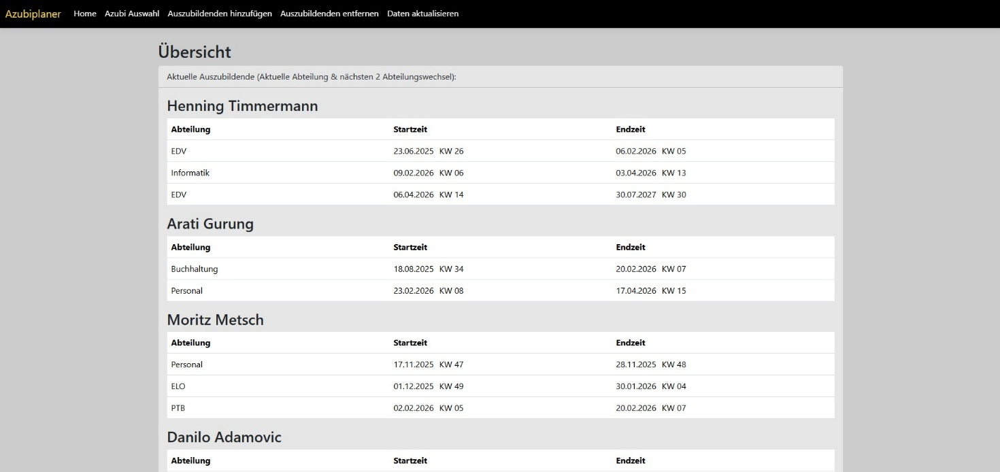 Azubiplaner Home Azubi Auswahl Auszubildenden hinzufügen Auszubildenden entfernen Daten aktualisieren
Übersicht
Aktuelle Auszubildende (Aktuelle Abteilung & nächsten 2 Abteilungswechsel):
Henning Timmermann
Abteilung Startzeit Endzeit
EDV 23.06.2025 KW 26 06.02.2026 KW 05
Informatik 09.02.2026 KW 06 03.04.2026 KW 13
EDV 06.04.2026 KW 14 30.07.2027 KW 30
Arati Gurung
Abteilung Startzeit Endzeit
Buchhaltung 18.08.2025 KW 34 20.02.2026 KW 07
Personal 23.02.2026 KW 08 17.04.2026 KW 15
Moritz Metsch
Abteilung Startzeit Endzeit
Personal 17.11.2025 KW 47 28.11.2025 KW 48
ELO 01.12.2025 KW 49 30.01.2026 KW 04
PTB 02.02.2026 KW 05 20.02.2026 KW 07
Danilo Adamovic
Abteilung Startzeit Endzeit